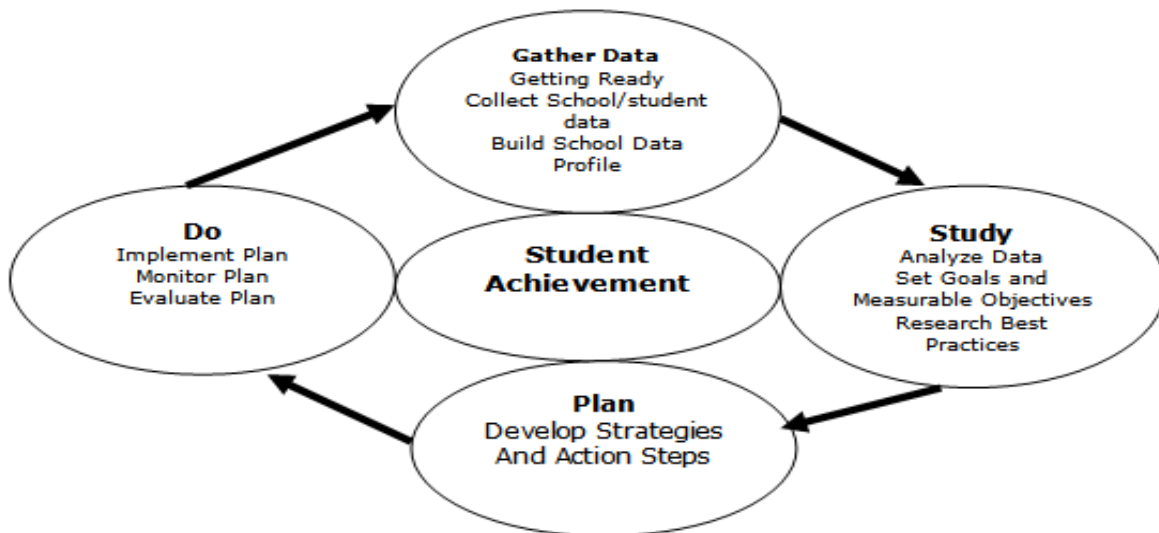 Gather Data
Getting Ready
Collect School/student
data
Build School Data
Profile
Do
Implement Plan
Monitor Plan
Evaluate Plan
Student
Achievement
Study
Analyze Data
Set Goals and
Measurable Objectives
Research Best
Practices
Plan
Develop Strategies
And Action Steps